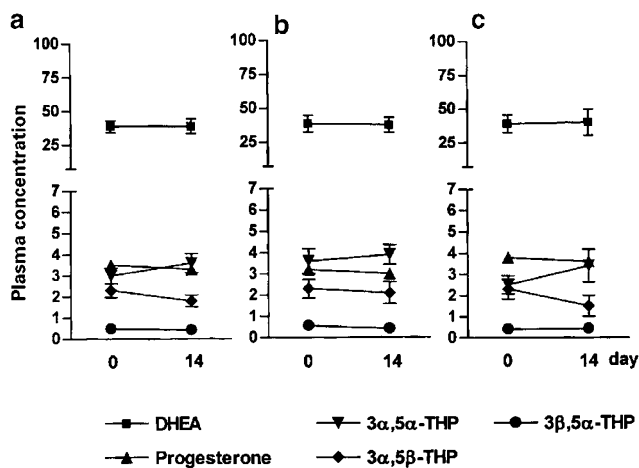 a b c
100 100 100
75 75 75
50 50 50
25 25 25
7 7 7
6 6 6
5 5 5
4 4 4
3 3 3
2 2 2
1 1 1
0 0 0
Plasma concentration
0 14 0 14 0 14 day
DHEA 3α,5α-THP 3β,5α-THP
Progesterone 3α,5β-THP